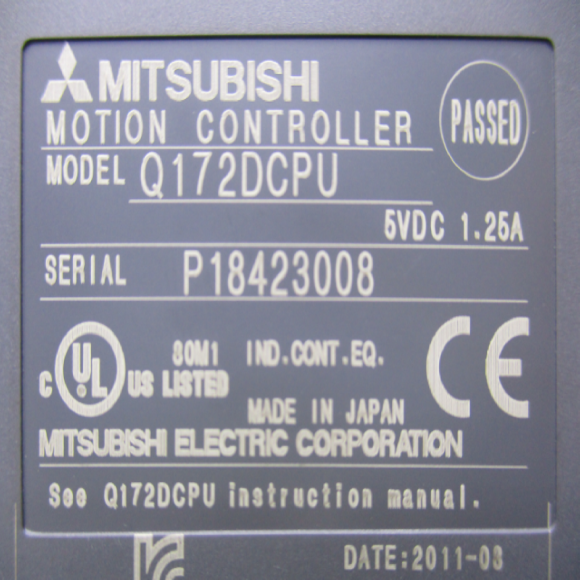 MITSUBISHI
MOTION CONTROLLER PASSED
MODEL Q172DCPU
5VDC 1.25A
SERIAL P18423008
80M1 IND.CONT.EQ.
C UL US LISTED CE
MADE IN JAPAN
MITSUBISHI ELECTRIC CORPORATION
See Q172DCPU instruction manual.
DATE:2011-08